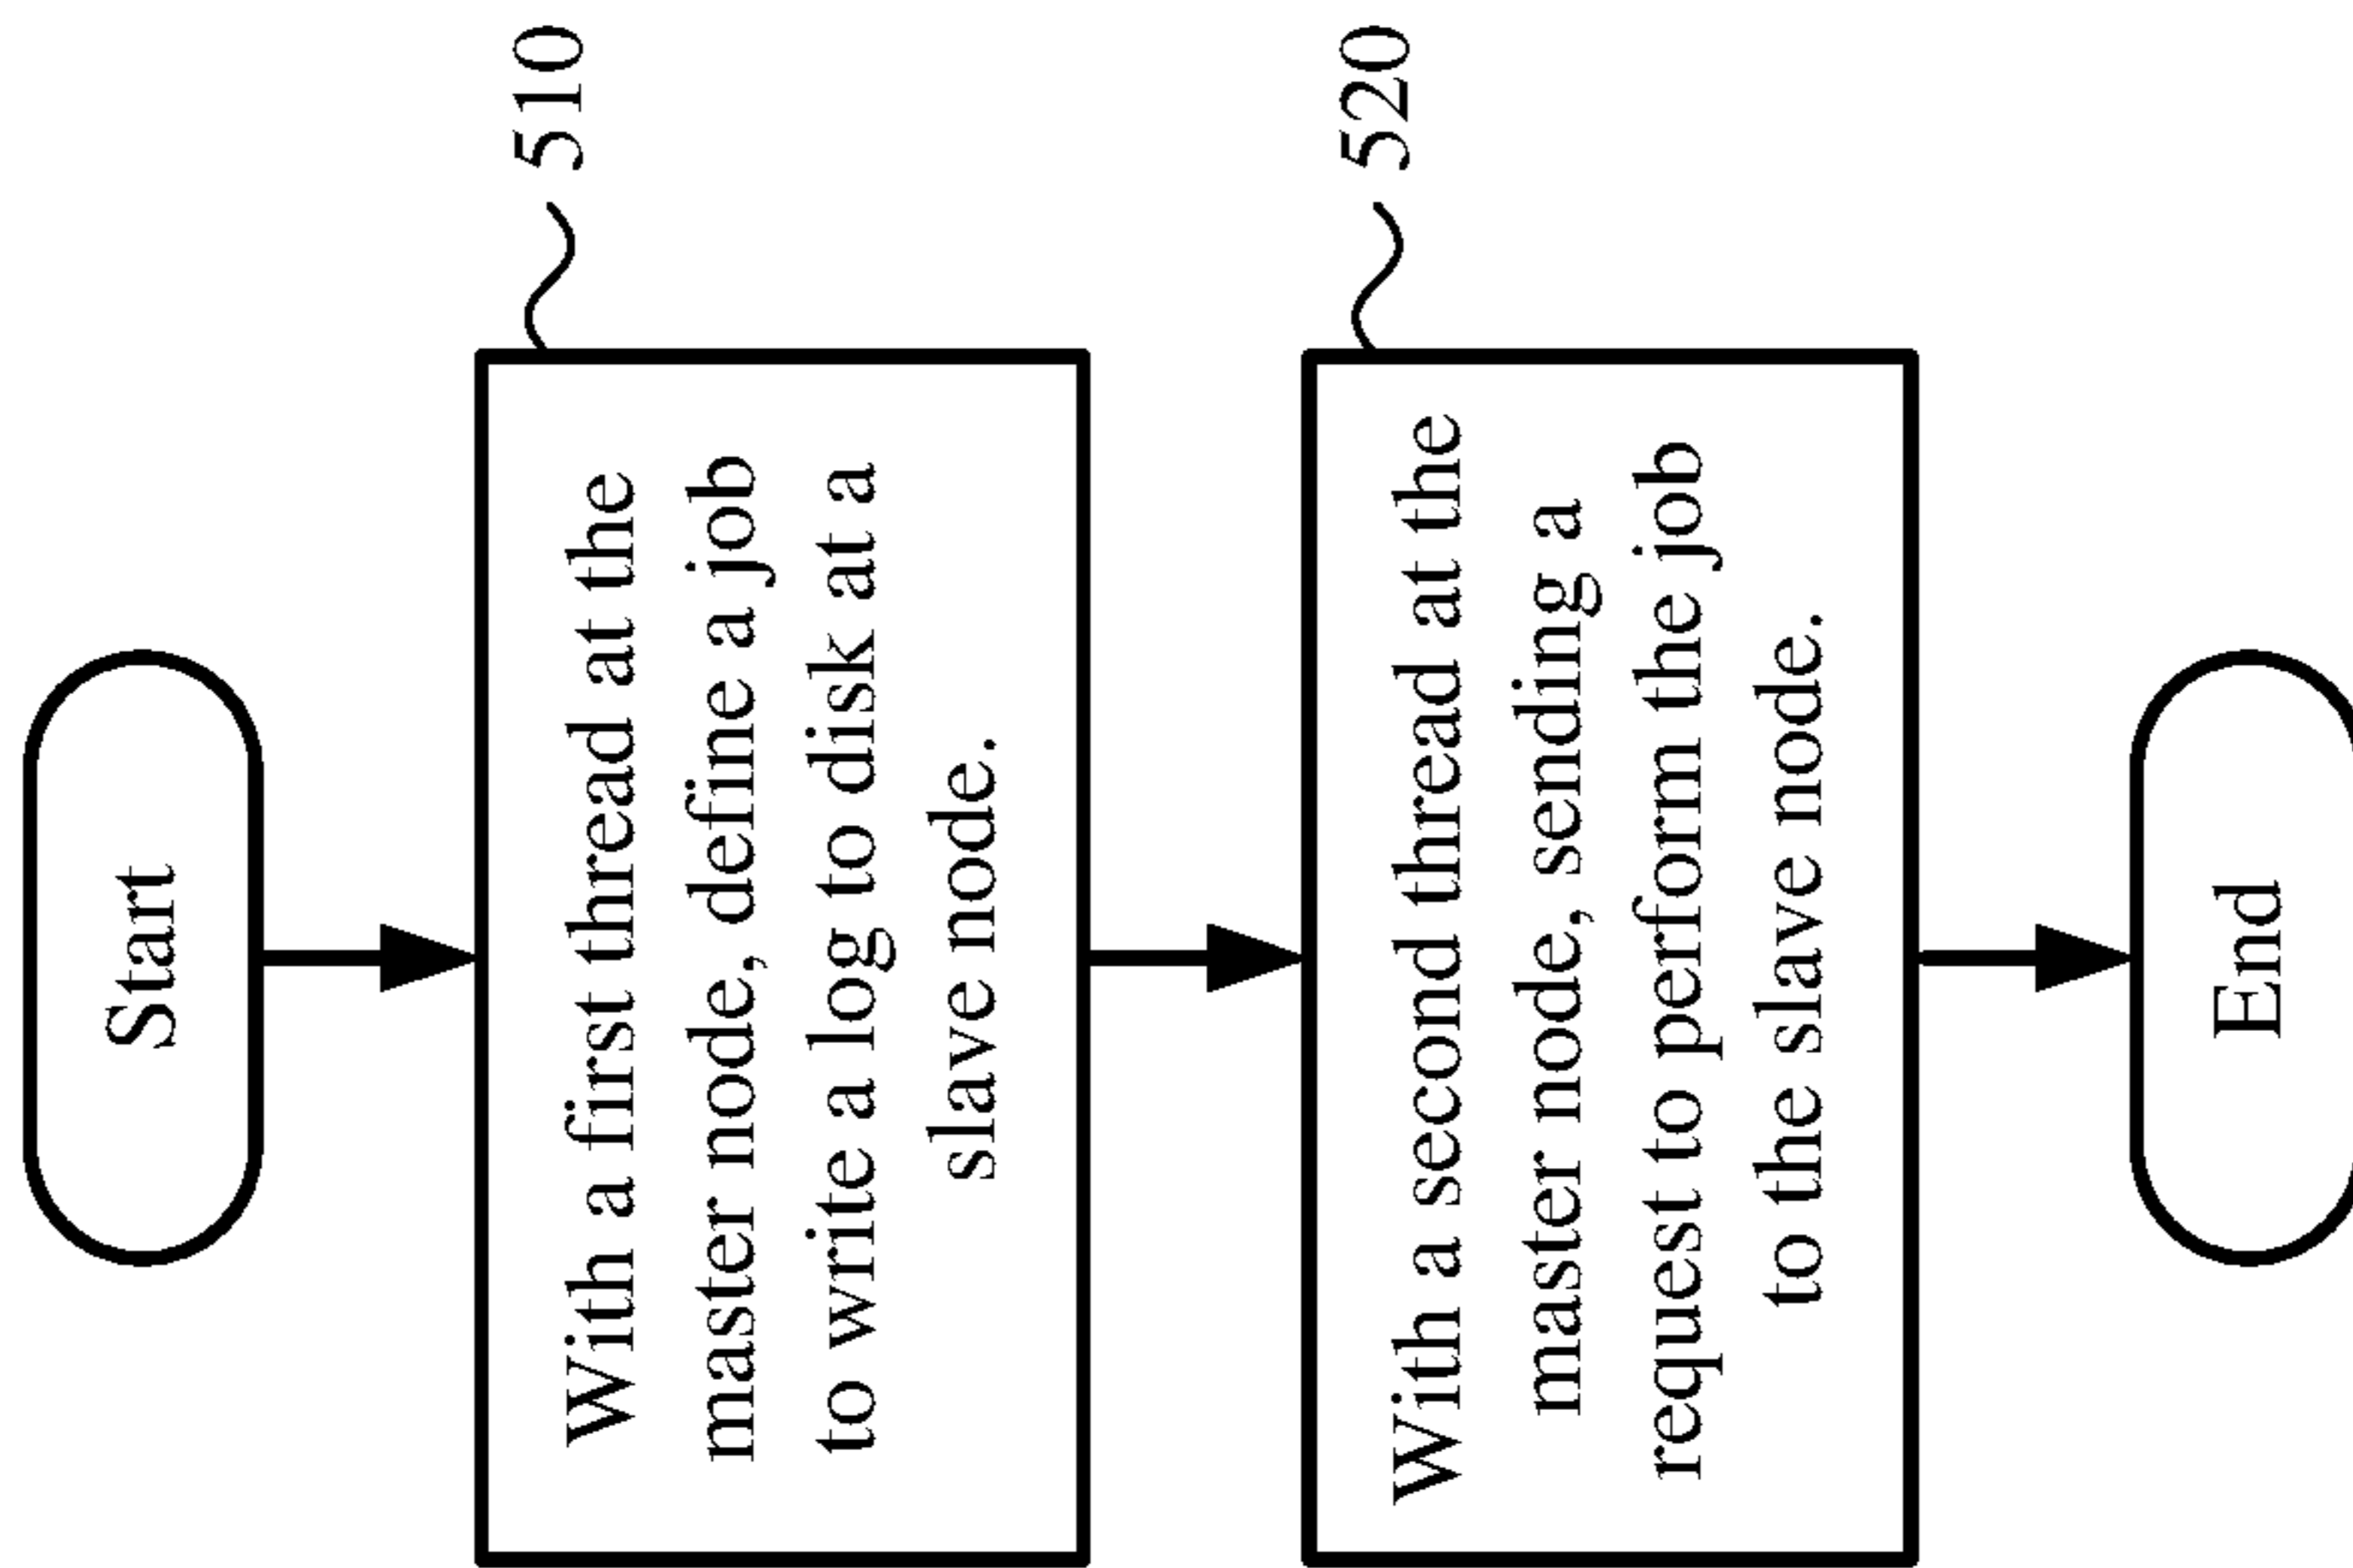 Start
510
With a first thread at the
master node, define a job
to write a log to disk at a
slave node.
520
With a second thread at the
master node, sending a
request to perform the job
to the slave node.
End